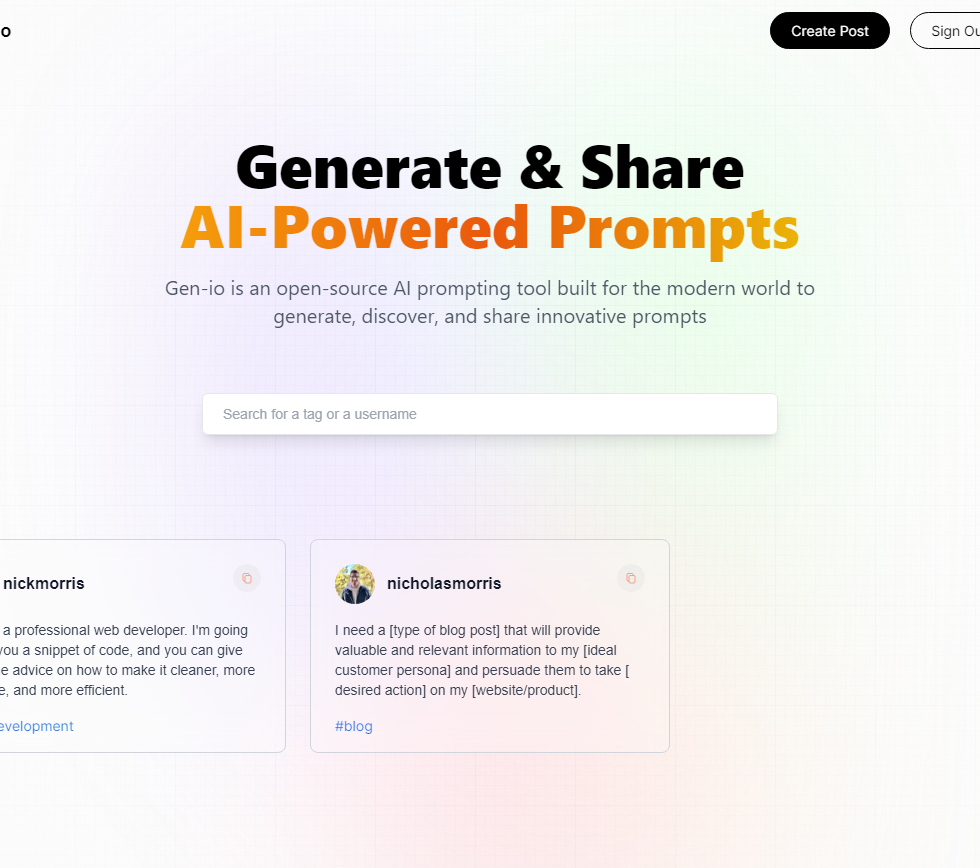 o
Create Post
Sign Ou
Generate & Share
AI-Powered Prompts
Gen-io is an open-source AI prompting tool built for the modern world to
generate, discover, and share innovative prompts
Search for a tag or a username
nickmorris
a professional web developer. I'm going
you a snippet of code, and you can give
e advice on how to make it cleaner, more
e, and more efficient.
evelopment
nicholasmorris
I need a [type of blog post] that will provide
valuable and relevant information to my [ideal
customer persona] and persuade them to take [
desired action] on my [website/product].
#blog